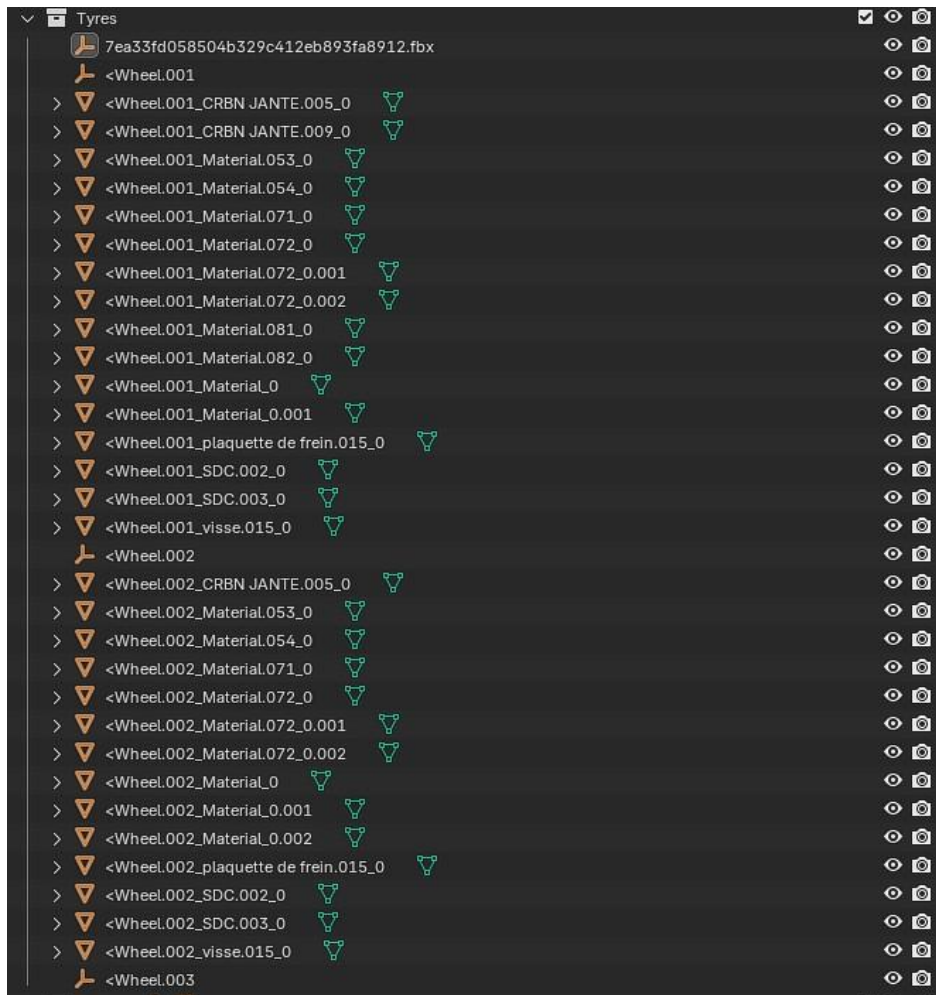 Tyres
7ea33fd058504b329c412eb893fa8912.fbx
<Wheel.001
<Wheel.001_CRBN JANTE.005_0
<Wheel.001_CRBN JANTE.009_0
<Wheel.001_Material.053_0
<Wheel.001_Material.054_0
<Wheel.001_Material.071_0
<Wheel.001_Material.072_0
<Wheel.001_Material.072_0.001
<Wheel.001_Material.072_0.002
<Wheel.001_Material.081_0
<Wheel.001_Material.082_0
<Wheel.001_Material_0
<Wheel.001_Material_0.001
<Wheel.001_plaquette de frein.015_0
<Wheel.001_SDC.002_0
<Wheel.001_SDC.003_0
<Wheel.001_visse.015_0
<Wheel.002
<Wheel.002_CRBN JANTE.005_0
<Wheel.002_Material.053_0
<Wheel.002_Material.054_0
<Wheel.002_Material.071_0
<Wheel.002_Material.072_0
<Wheel.002_Material.072_0.001
<Wheel.002_Material.072_0.002
<Wheel.002_Material_0
<Wheel.002_Material_0.001
<Wheel.002_Material_0.002
<Wheel.002_plaquette de frein.015_0
<Wheel.002_SDC.002_0
<Wheel.002_SDC.003_0
<Wheel.002_visse.015_0
<Wheel.003